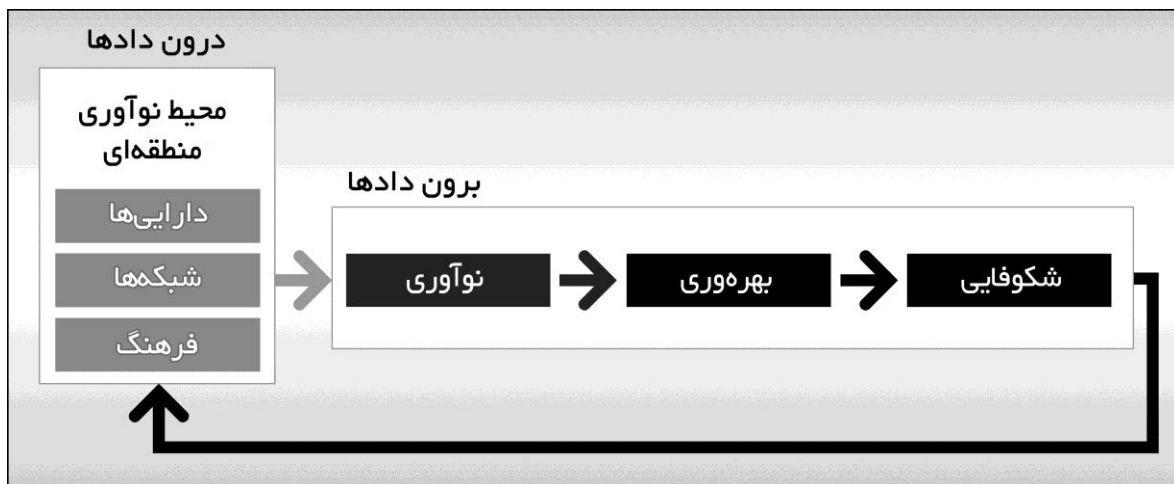 درون دادها
محیط نوآوری
منطقه‌ای
دارایی‌ها
شبکه‌ها
فرهنگ
برون دادها
نوآوری
بهره‌وری
شکوفایی